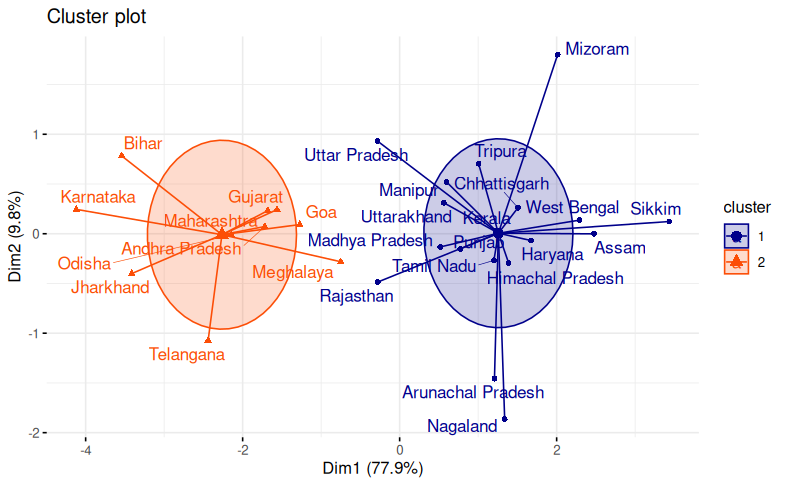 Cluster plot
Mizoram
1
Bihar
Uttar Pradesh
Tripura
Karnataka
Gujarat
Manipur
Chhattisgarh
Goa
Maharashtra
Uttarakhand
Kerala
West Bengal
Sikkim
cluster
1
2
0
Andhra Pradesh
Madhya Pradesh
Punjab
Haryana
Assam
Odisha
Meghalaya
Tamil Nadu
Himachal Pradesh
Jharkhand
Rajasthan
-1
Telangana
Arunachal Pradesh
Nagaland
-2
-4
-2
0
2
Dim1 (77.9%)
Dim2 (9.8%)